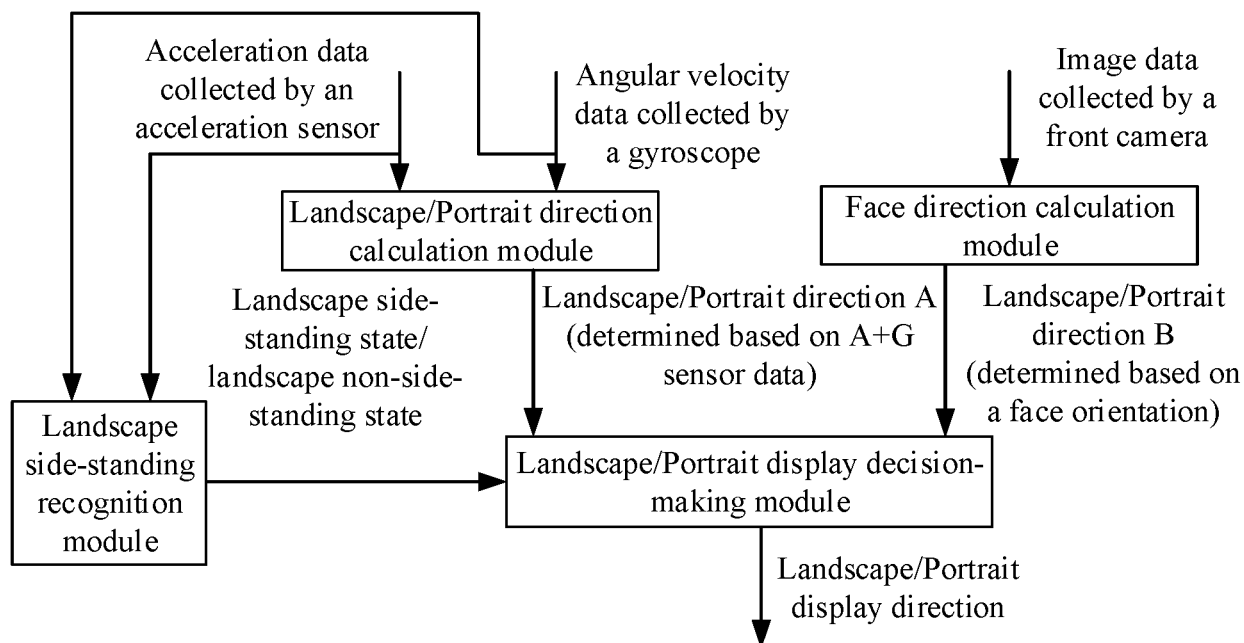 Acceleration data
collected by an
acceleration sensor
Angular velocity
data collected by
a gyroscope
Image data
collected by a
front camera
Landscape/Portrait direction
calculation module
Face direction calculation
module
Landscape side-
standing state/
landscape non-side-
standing state
Landscape/Portrait direction A
(determined based on A+G
sensor data)
Landscape/Portrait
direction B
(determined based on
a face orientation)
Landscape
side-standing
recognition
module
Landscape/Portrait display decision-
making module
Landscape/Portrait
display direction